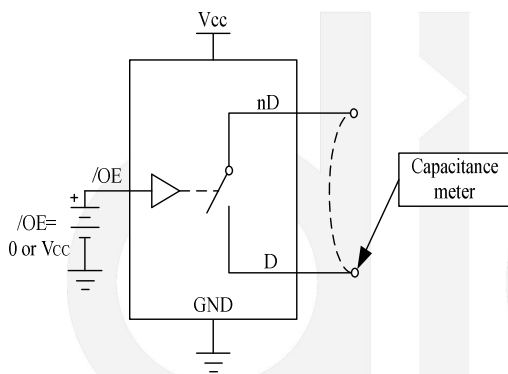 Vcc
nD
/OE
+
/OE=
0 or VCC
D
GND
Capacitance
meter